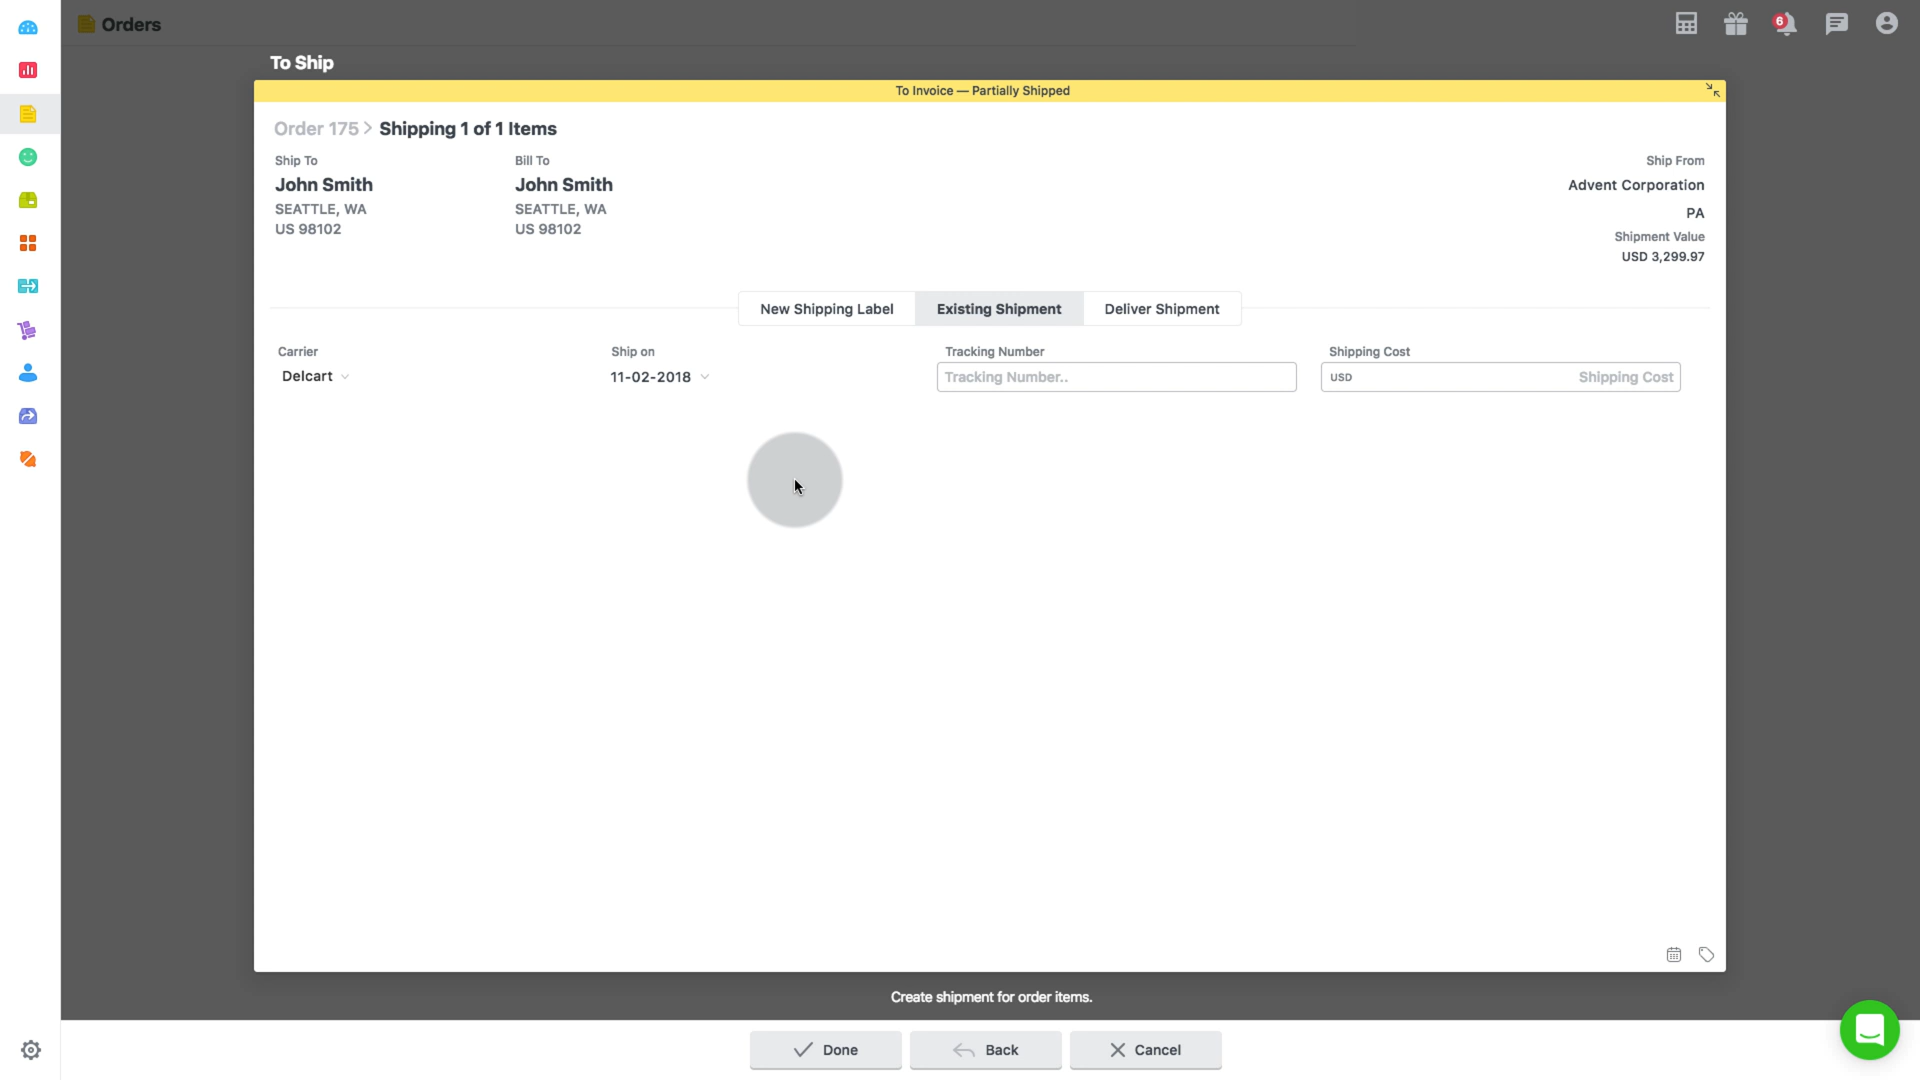 Orders
6
To Ship
To Invoice — Partially Shipped
Order 175 > Shipping 1 of 1 Items
Ship To
Bill To
Ship From
John Smith
John Smith
Advent Corporation
SEATTLE, WA
SEATTLE, WA
PA
US 98102
US 98102
Shipment Value
USD 3,299.97
New Shipping Label
Existing Shipment
Deliver Shipment
Carrier
Ship on
Tracking Number
Shipping Cost
Delcart
11-02-2018
Tracking Number..
USD
Shipping Cost
Create shipment for order items.
Done
Back
Cancel